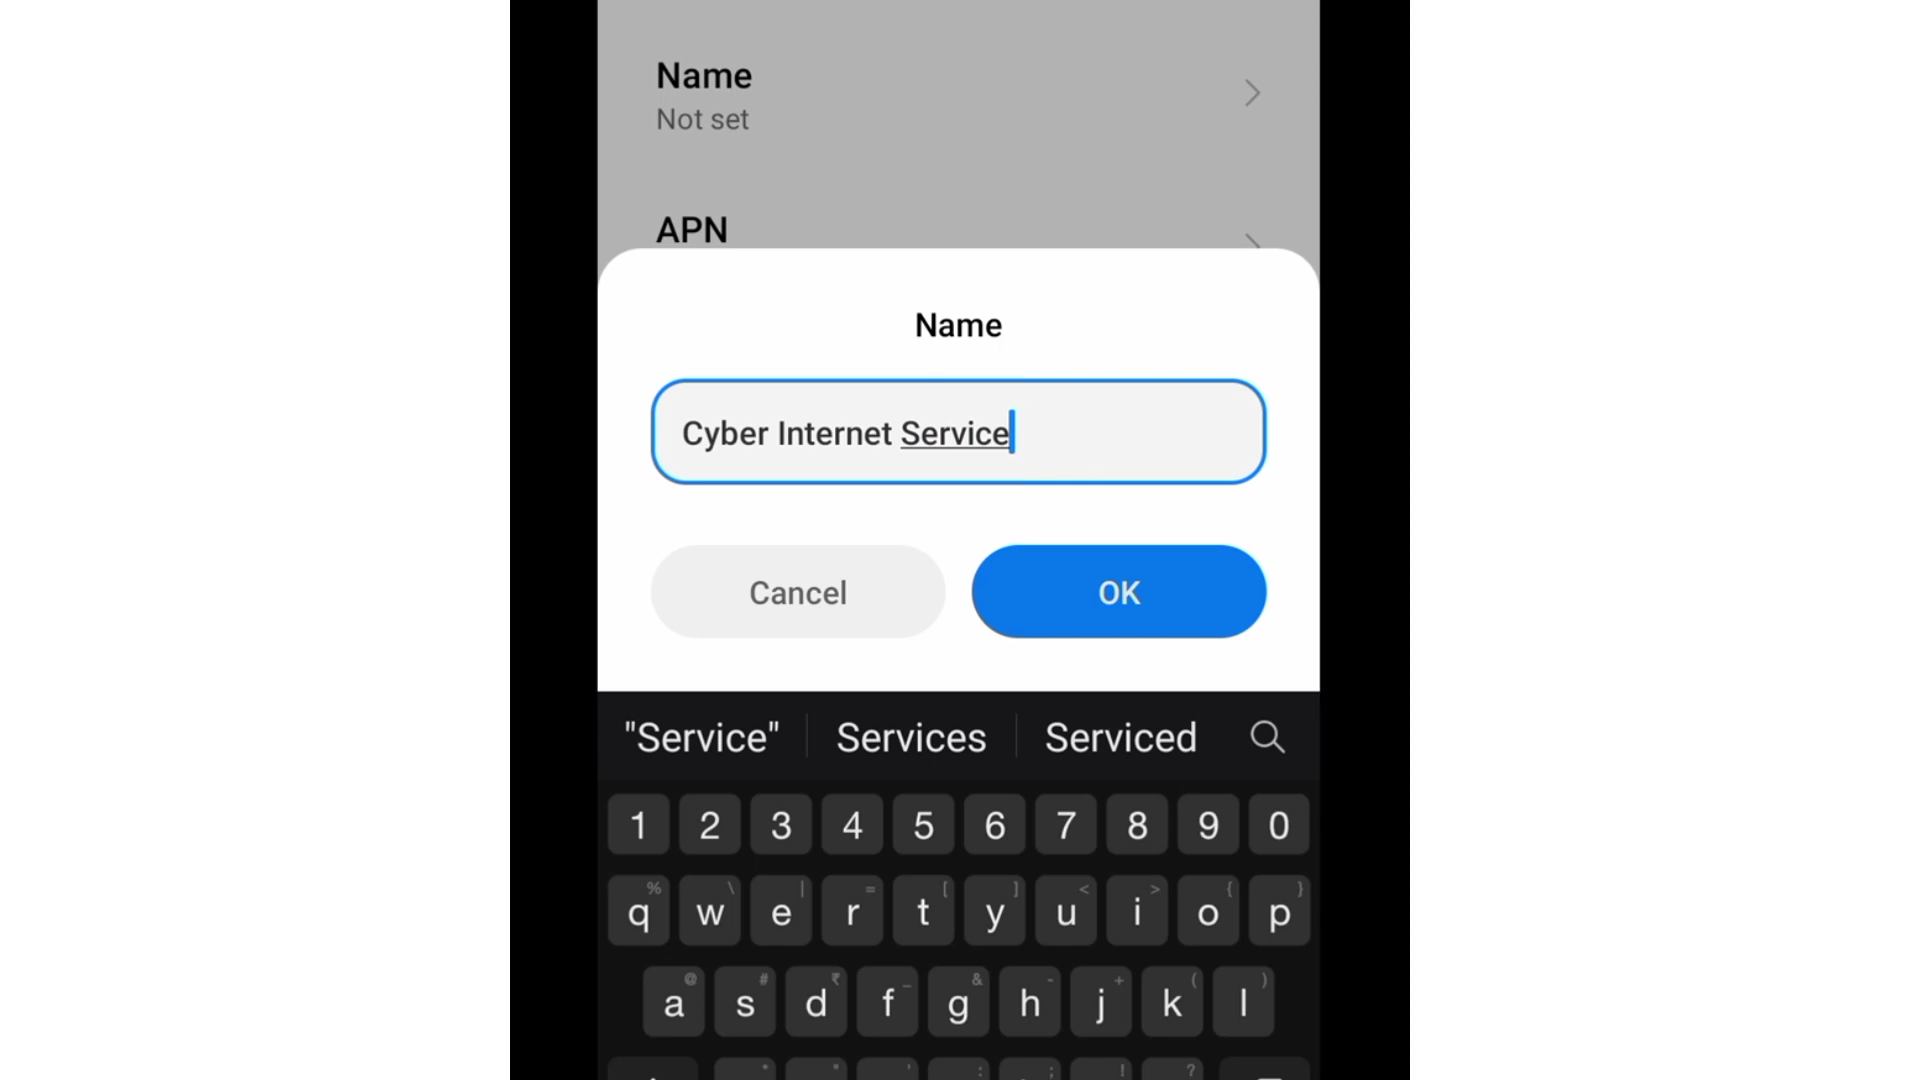 Name
Not set
APN
Name
Cyber Internet Service
Cancel OK
"Service" Services Serviced
1 2 3 4 5 6 7 8 9 0
% \ | = [ ] < > { }
q w e r t y u i o p
@ # ₹ _ & - + ( )
a s d f g h j k l
* " ' : ; ! ?